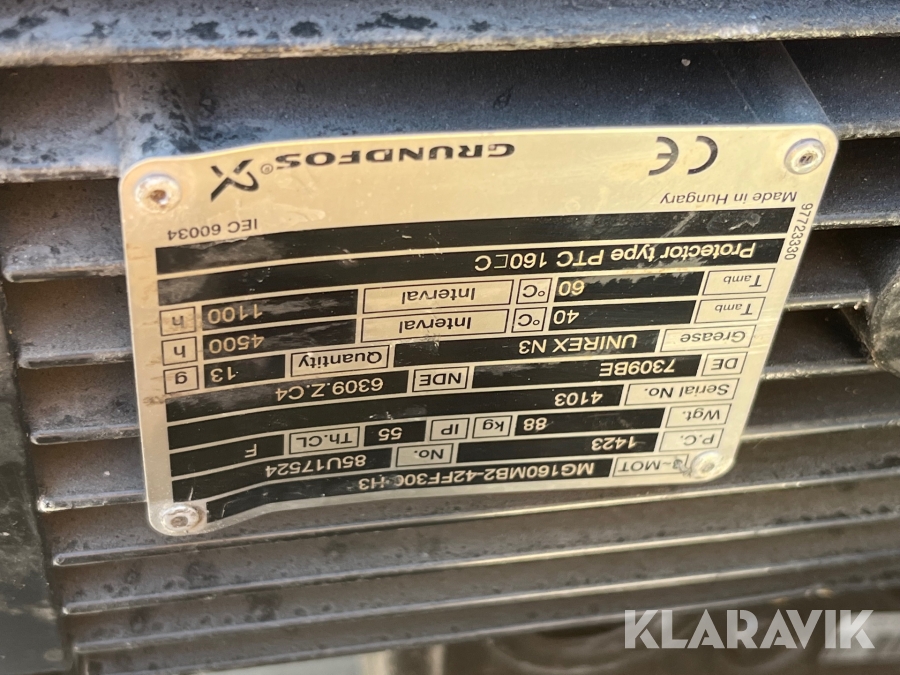 3~MOT MG160MB2-42FF300-H3
P.C. 1423 No. 85U17524
Wgt. 88 kg IP 55 Th.CL F
Serial No. 4103
DE 7309BE NDE 6309.Z.C4
Grease UNIREX N3 Quantity 13 g
Tamb 40 °C Interval 4500 h
Tamb 60 °C Interval 1100 h
Protector type PTC 160□C
IEC 60034
97723330
Made in Hungary
CE GRUNDFOS®
KLARAVIK